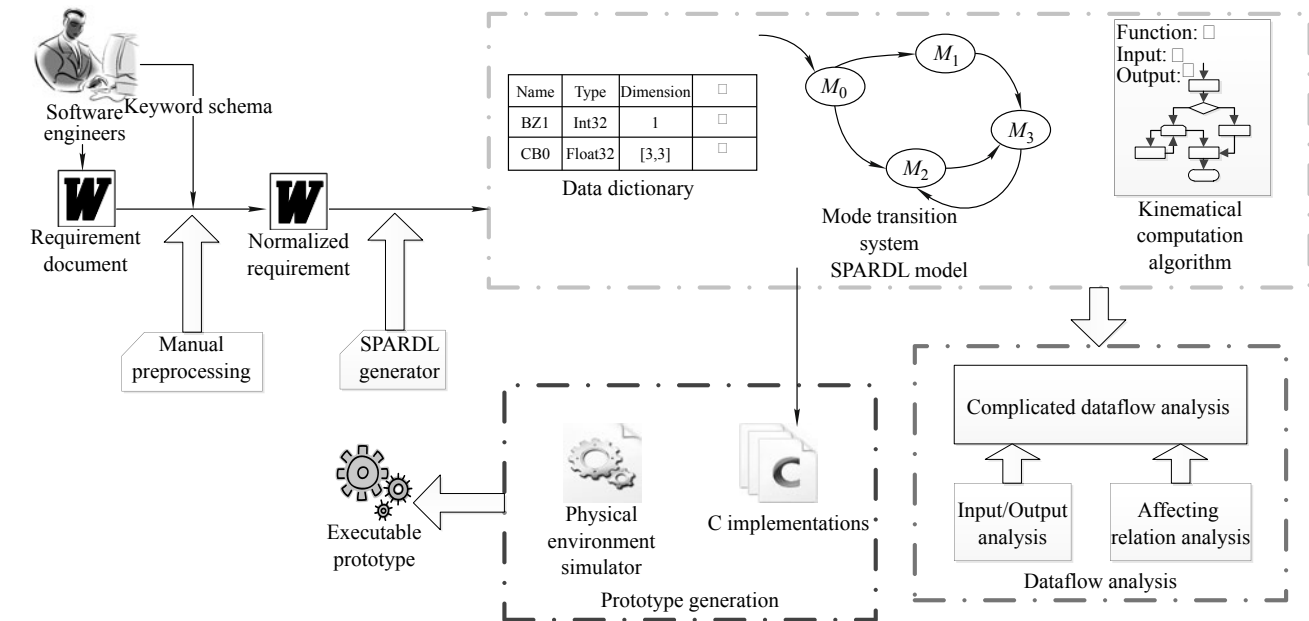 Software
engineers
Keyword schema
W
Requirement
document
W
Normalized
requirement
Manual
preprocessing
SPARDL
generator
Name Type Dimension
BZ1 Int32 1
CB0 Float32 [3,3]
Data dictionary
M0
M1
M2
M3
Mode transition
system
SPARDL model
Function:
Input:
Output:
Kinematical
computation
algorithm
Complicated dataflow analysis
Input/Output
analysis
Affecting
relation analysis
Dataflow analysis
Physical
environment
simulator
C
C implementations
Prototype generation
Executable
prototype